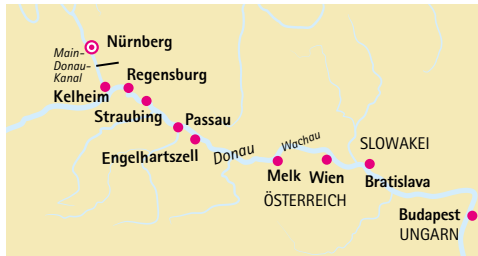 Nürnberg
Main-
Donau-
Kanal
Regensburg
Kelheim
Straubing
Passau
Engelhartszell
Donau
Wachau
SLOWAKEI
Melk
Wien
Bratislava
ÖSTERREICH
Budapest
UNGARN